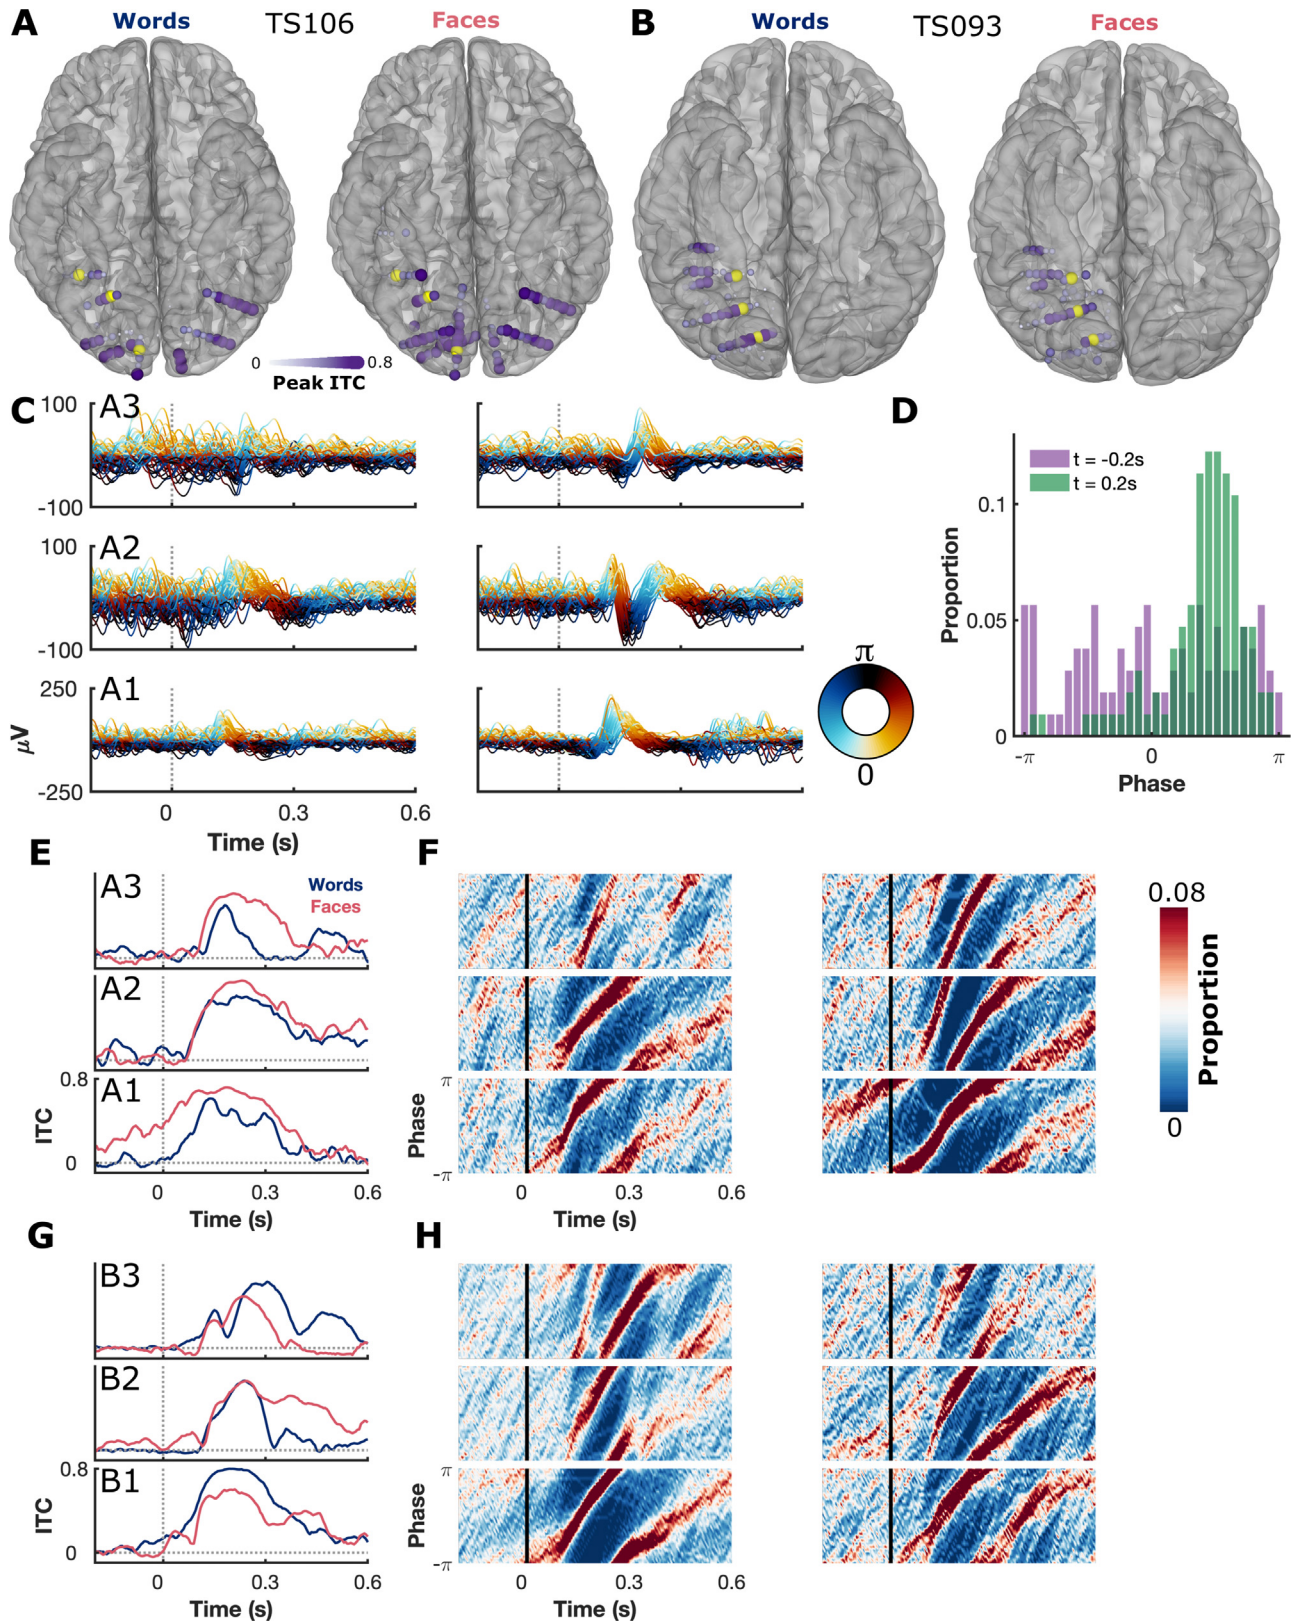 A Words TS106 Faces
B Words TS093 Faces
0 0.8
Peak ITC
C
A3
100
-100
A2
100
-100
A1
250
-250
μV
0 0.3 0.6
Time (s)
π
0
D
t = -0.2s
t = 0.2s
0.1
0.05
0
Proportion
-π 0 π
Phase
E
A3
Words
Faces
A2
A1
0.8
0
ITC
0 0.3 0.6
Time (s)
F
π
-π
Phase
0 0.3 0.6
Time (s)
0.08
0
Proportion
G
B3
B2
B1
0.8
0
ITC
0 0.3 0.6
Time (s)
H
π
-π
Phase
0 0.3 0.6
Time (s)